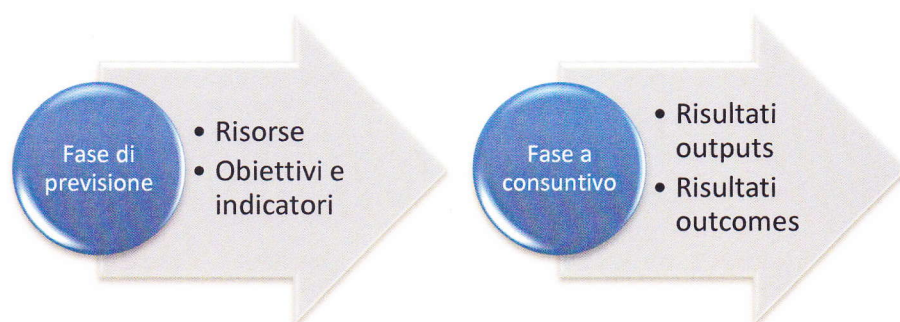 Fase di
previsione
• Risorse
• Obiettivi e
indicatori
Fase a
consuntivo
• Risultati
outputs
• Risultati
outcomes